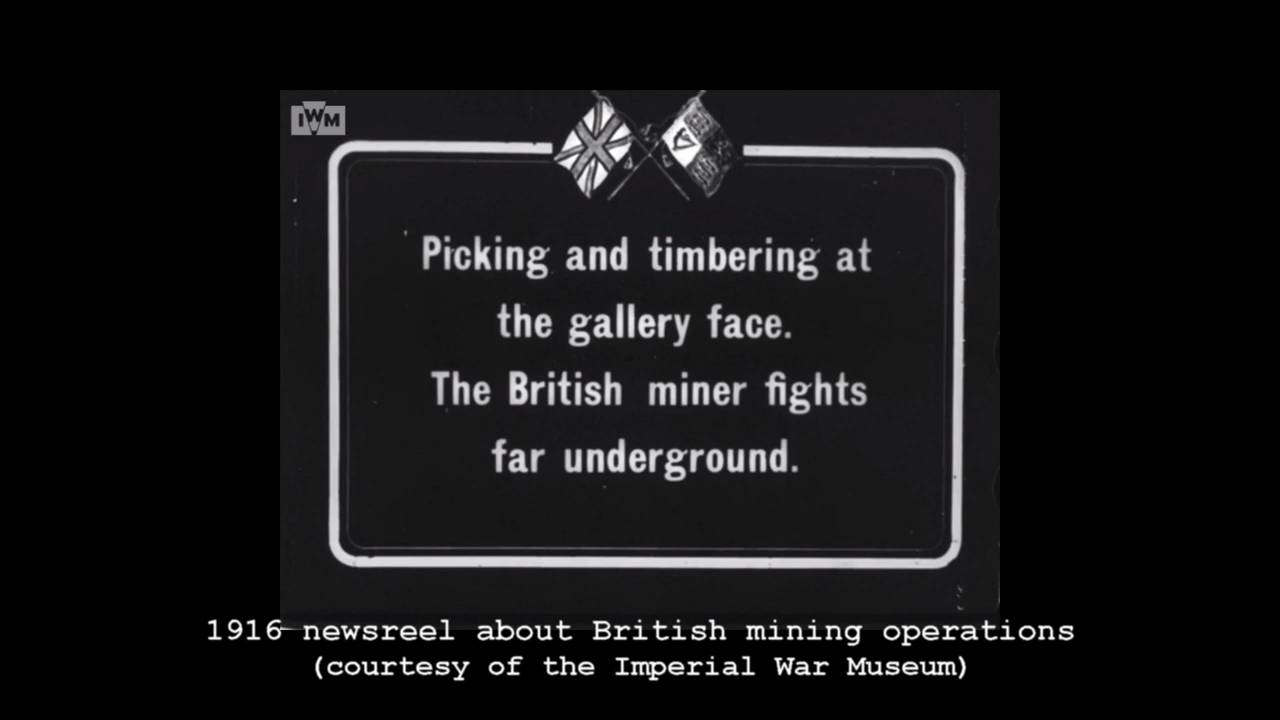 IWM
Picking and timbering at
the gallery face.
The British miner fights
far underground.
1916 newsreel about British mining operations
(courtesy of the Imperial War Museum)